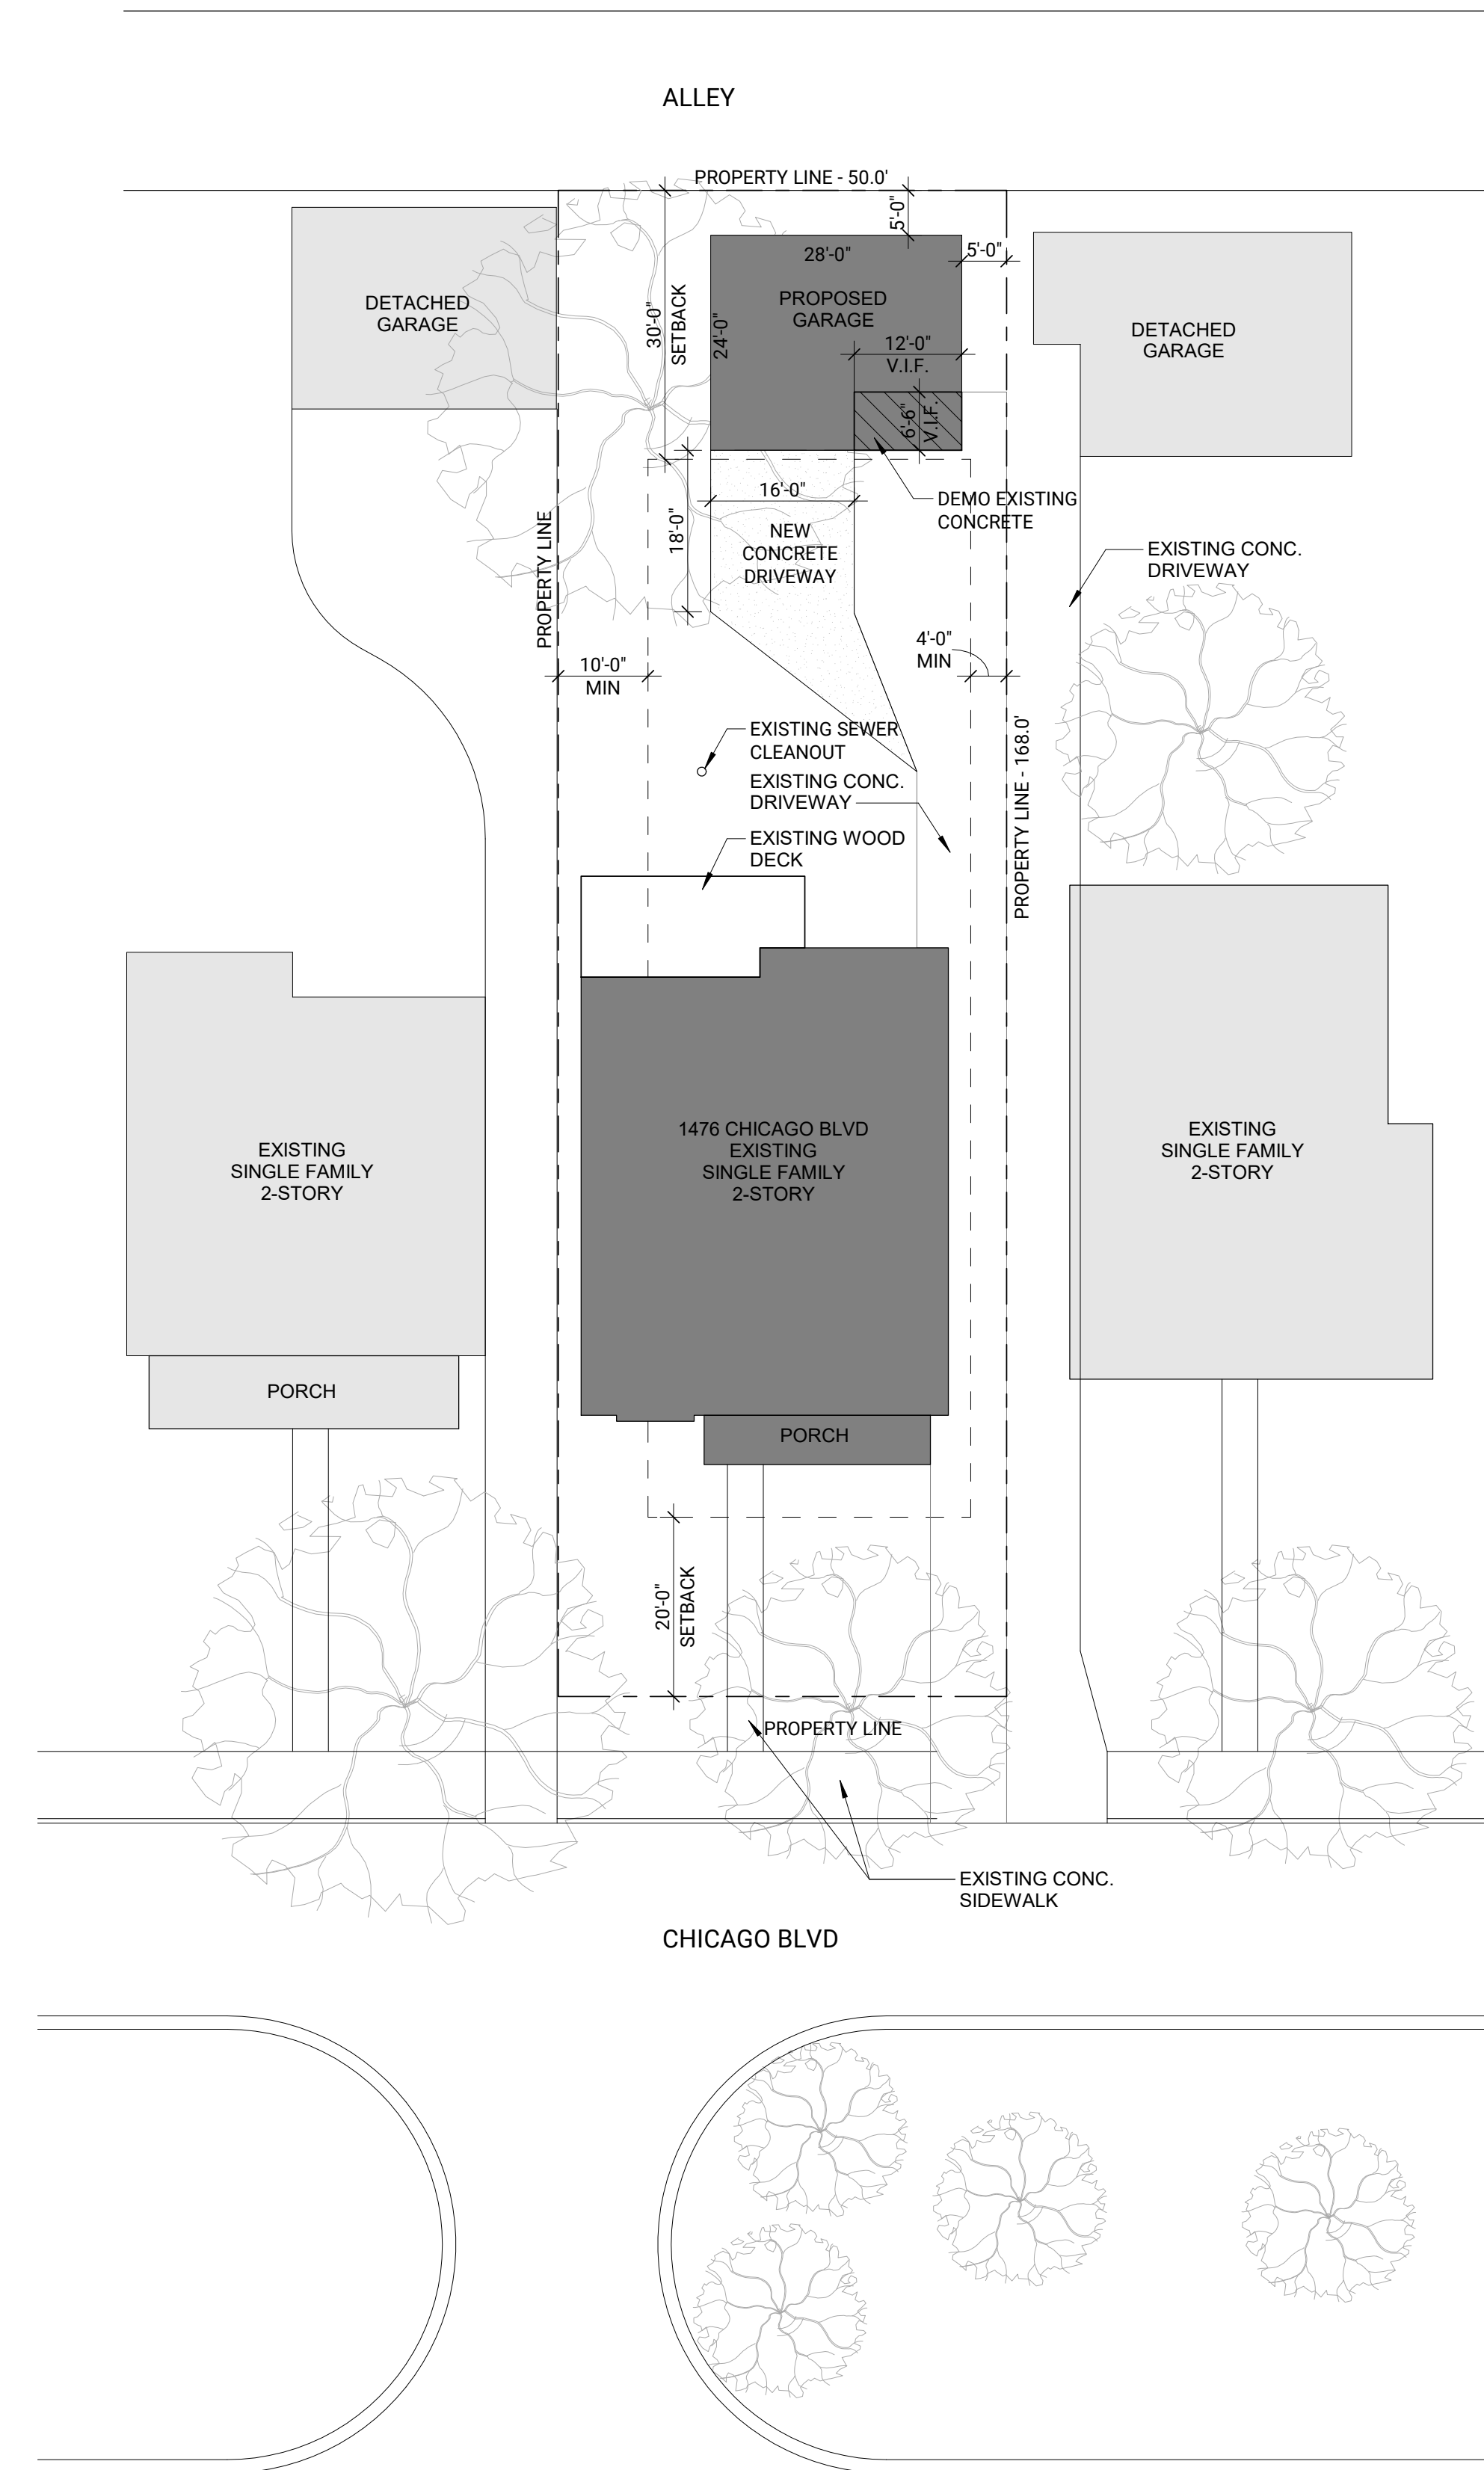 ALLEY
PROPERTY LINE - 50.0'
5'-0"
5'-0"
28'-0"
DETACHED
GARAGE
30'-0"
SETBACK
24'-0"
PROPOSED
GARAGE
12'-0"
V.I.F.
6'-6"
V.I.F.
DETACHED
GARAGE
16'-0"
18'-0"
NEW
CONCRETE
DRIVEWAY
DEMO EXISTING
CONCRETE
EXISTING CONC.
DRIVEWAY
PROPERTY LINE
10'-0"
MIN
4'-0"
MIN
EXISTING SEWER
CLEANOUT
EXISTING CONC.
DRIVEWAY
EXISTING WOOD
DECK
PROPERTY LINE - 168.0'
EXISTING
SINGLE FAMILY
2-STORY
1476 CHICAGO BLVD
EXISTING
SINGLE FAMILY
2-STORY
EXISTING
SINGLE FAMILY
2-STORY
PORCH
PORCH
20'-0"
SETBACK
PROPERTY LINE
EXISTING CONC.
SIDEWALK
CHICAGO BLVD